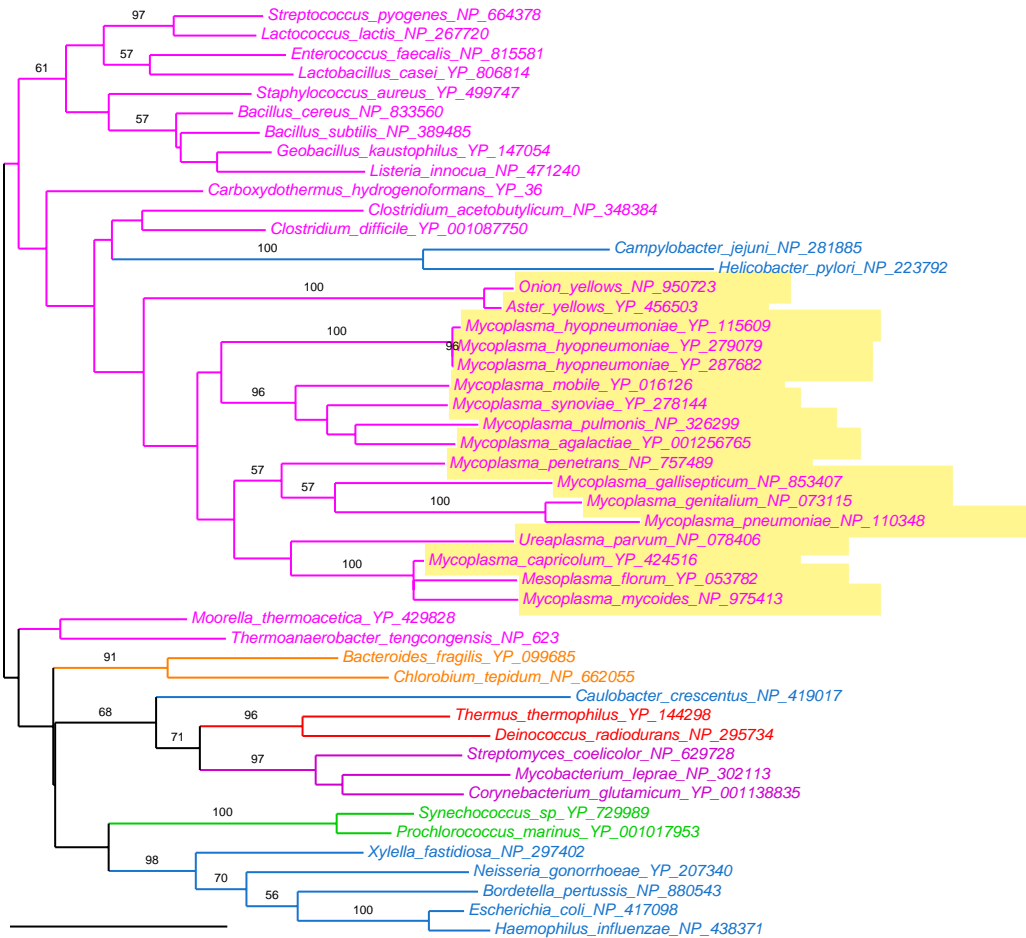 97
Streptococcus_pyogenes_NP_664378
Lactococcus_lactis_NP_267720
61
57
Enterococcus_faecalis_NP_815581
Lactobacillus_casei_YP_806814
Staphylococcus_aureus_YP_499747
57
Bacillus_cereus_NP_833560
Bacillus_subtilis_NP_389485
Geobacillus_kaustophilus_YP_147054
Listeria_innocua_NP_471240
Carboxydothermus_hydrogenoformans_YP_36
Clostridium_acetobutylicum_NP_348384
Clostridium_difficile_YP_001087750
100
Campylobacter_jejuni_NP_281885
Helicobacter_pylori_NP_223792
100
Onion_yellows_NP_950723
Aster_yellows_YP_456503
100
Mycoplasma_hyopneumoniae_YP_115609
96
Mycoplasma_hyopneumoniae_YP_279079
Mycoplasma_hyopneumoniae_YP_287682
96
Mycoplasma_mobile_YP_016126
Mycoplasma_synoviae_YP_278144
Mycoplasma_pulmonis_NP_326299
Mycoplasma_agalactiae_YP_001256765
57
Mycoplasma_penetrans_NP_757489
57
Mycoplasma_gallisepticum_NP_853407
100
Mycoplasma_genitalium_NP_073115
Mycoplasma_pneumoniae_NP_110348
Ureaplasma_parvum_NP_078406
100
Mycoplasma_capricolum_YP_424516
Mesoplasma_florum_YP_053782
Mycoplasma_mycoides_NP_975413
Moorella_thermoacetica_YP_429828
Thermoanaerobacter_tengcongensis_NP_623
91
Bacteroides_fragilis_YP_099685
Chlorobium_tepidum_NP_662055
68
Caulobacter_crescentus_NP_419017
96
Thermus_thermophilus_YP_144298
71
Deinococcus_radiodurans_NP_295734
97
Streptomyces_coelicolor_NP_629728
Mycobacterium_leprae_NP_302113
Corynebacterium_glutamicum_YP_001138835
100
Synechococcus_sp_YP_729989
Prochlorococcus_marinus_YP_001017953
98
Xylella_fastidiosa_NP_297402
70
Neisseria_gonorrhoeae_YP_207340
56
Bordetella_pertussis_NP_880543
100
Escherichia_coli_NP_417098
Haemophilus_influenzae_NP_438371